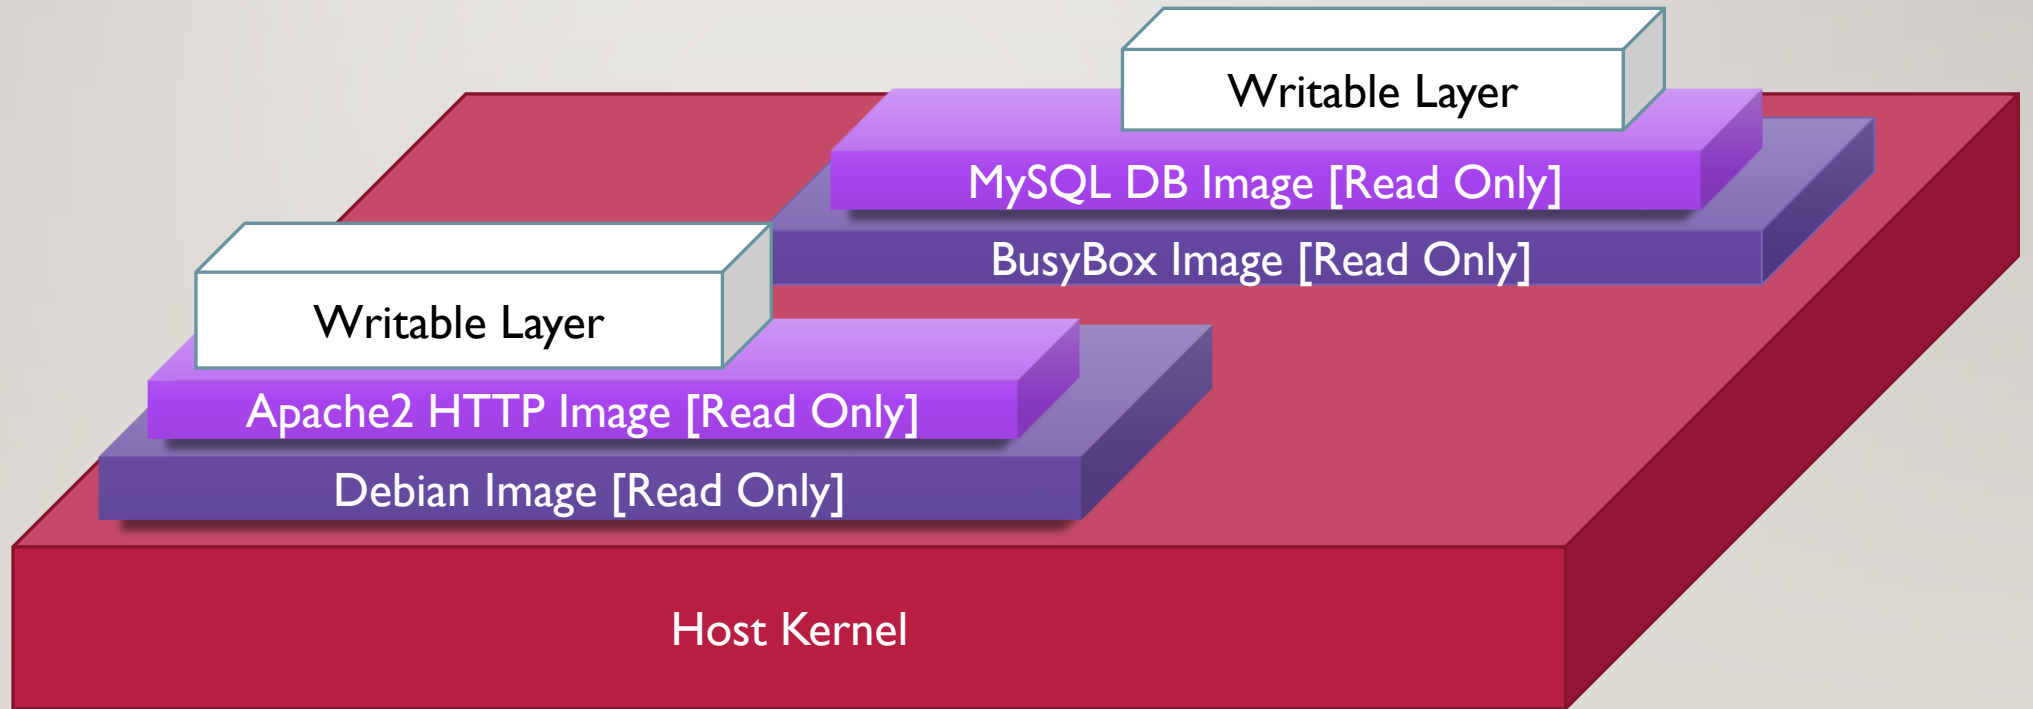 Writable Layer
MySQL DB Image [Read Only]
BusyBox Image [Read Only]
Writable Layer
Apache2 HTTP Image [Read Only]
Debian Image [Read Only]
Host Kernel